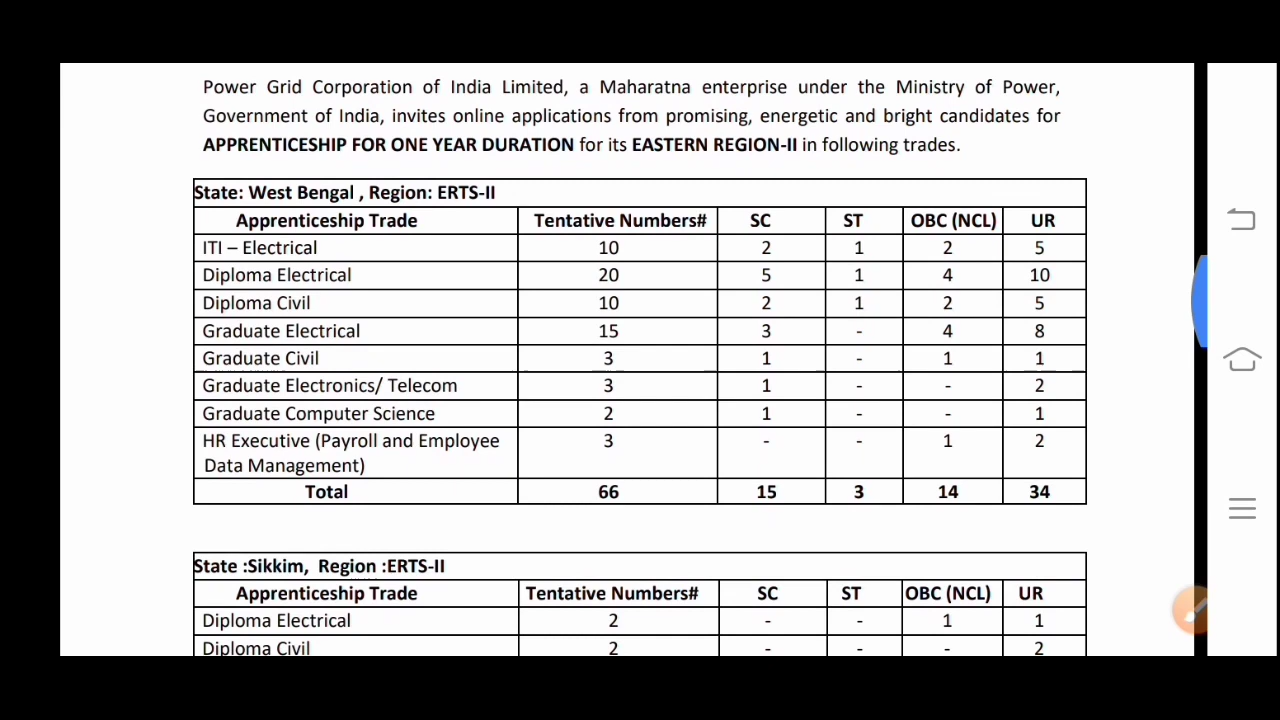 Power Grid Corporation of India Limited, a Maharatna enterprise under the Ministry of Power,
Government of India, invites online applications from promising, energetic and bright candidates for
APPRENTICESHIP FOR ONE YEAR DURATION for its EASTERN REGION-II in following trades.
State: West Bengal , Region: ERTS-II
Apprenticeship Trade Tentative Numbers# SC ST OBC (NCL) UR
ITI – Electrical 10 2 1 2 5
Diploma Electrical 20 5 1 4 10
Diploma Civil 10 2 1 2 5
Graduate Electrical 15 3 - 4 8
Graduate Civil 3 1 - 1 1
Graduate Electronics/ Telecom 3 1 - - 2
Graduate Computer Science 2 1 - - 1
HR Executive (Payroll and Employee 3 - - 1 2
Data Management)
Total 66 15 3 14 34
State :Sikkim, Region :ERTS-II
Apprenticeship Trade Tentative Numbers# SC ST OBC (NCL) UR
Diploma Electrical 2 - - 1 1
Diploma Civil 2 - - - 2